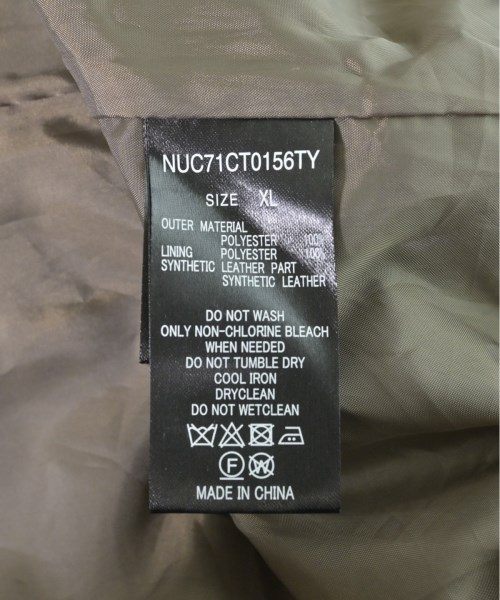 NUC71CT0156TY
SIZE XL
OUTER MATERIAL
POLYESTER 100%
LINING POLYESTER 100%
SYNTHETIC LEATHER PART
SYNTHETIC LEATHER
DO NOT WASH
ONLY NON-CHLORINE BLEACH
WHEN NEEDED
DO NOT TUMBLE DRY
COOL IRON
DRYCLEAN
DO NOT WETCLEAN
F W
MADE IN CHINA